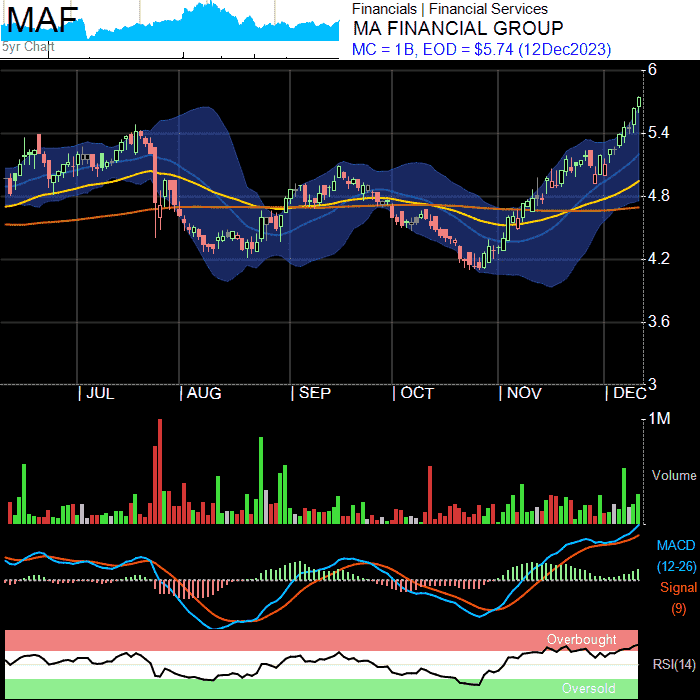 MAF
5yr Chart
Financials | Financial Services
MA FINANCIAL GROUP
MC = 1B, EOD = $5.74 (12Dec2023)
6
5.4
4.8
4.2
3.6
3
| JUL | AUG | SEP | OCT | NOV | DEC
1M
Volume
MACD
(12-26)
Signal
(9)
Overbought
RSI(14)
Oversold